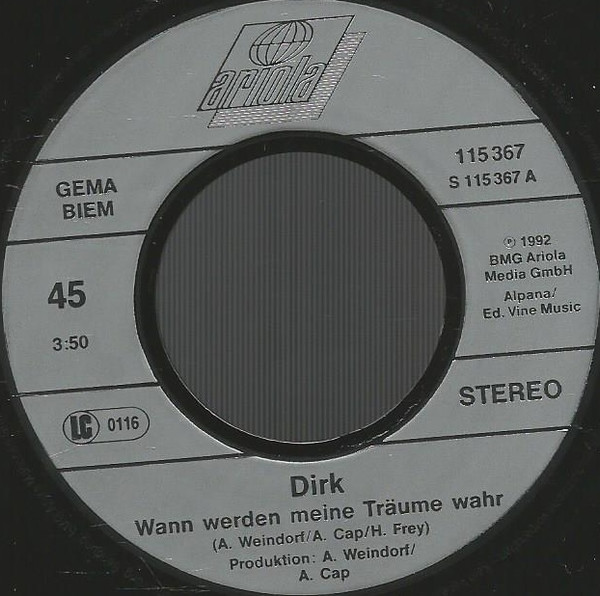 ariola
115 367
S 115 367 A
GEMA
BIEM
℗ 1992
BMG Ariola
Media GmbH
Alpana/
Ed. Vine Music
45
3:50
STEREO
LC 0116
Dirk
Wann werden meine Träume wahr
(A. Weindorf/A. Cap/H. Frey)
Produktion: A. Weindorf/
A. Cap